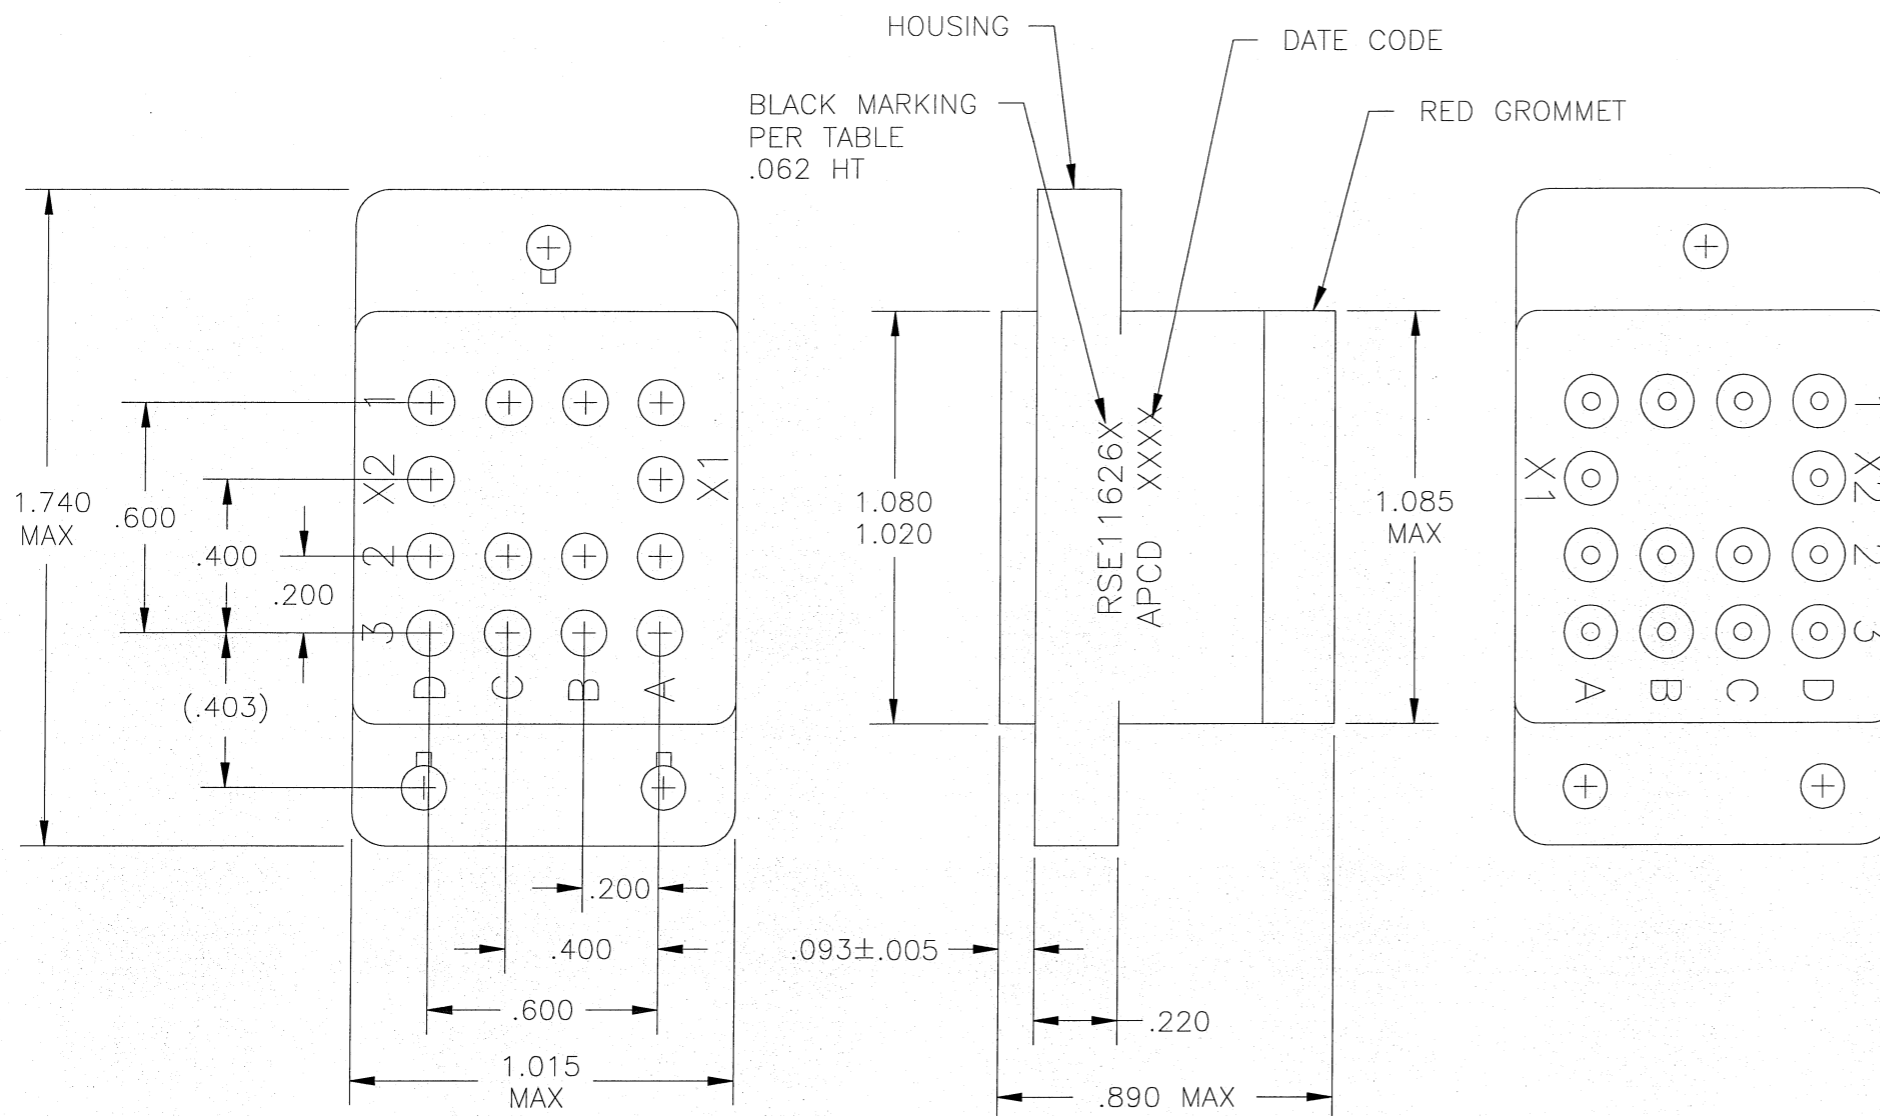 HOUSING
DATE CODE
BLACK MARKING
PER TABLE
.062 HT
RED GROMMET
1.740
MAX
.600
.400
.200
(.403)
1
X2
X1
2
3
D C B A
.200
.400
.600
1.015
MAX
1.080
1.020
RSE111626X
APCD XXXX
1.085
MAX
.093±.005
.220
.890 MAX
1
X1
X2
2
3
A B C D